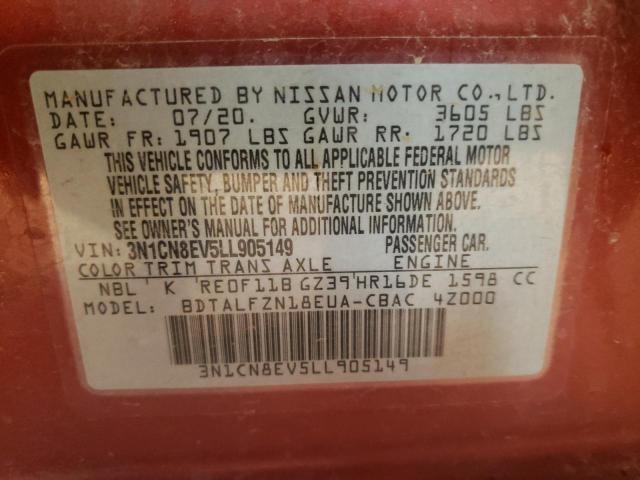 MANUFACTURED BY NISSAN MOTOR CO., LTD.
DATE: 07/20. GVWR: 3605 LBS
GAWR FR: 1907 LBS GAWR RR: 1720 LBS
THIS VEHICLE CONFORMS TO ALL APPLICABLE FEDERAL MOTOR
VEHICLE SAFETY, BUMPER AND THEFT PREVENTION STANDARDS
IN EFFECT ON THE DATE OF MANUFACTURE SHOWN ABOVE.
SEE OWNER'S MANUAL FOR ADDITIONAL INFORMATION.
VIN: 3N1CN8EV5LL905149 PASSENGER CAR.
COLOR TRIM TRANS AXLE ENGINE
NBL K RE0F11B GZ39 HR16DE 1598 CC
MODEL: BDTALFZN18EUA-CBAC 4Z000
3N1CN8EV5LL905149